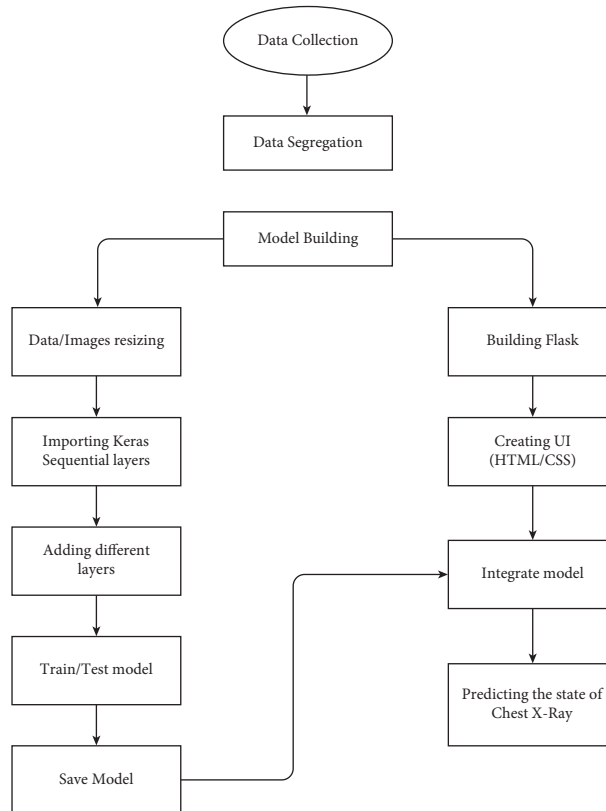 Data Collection
Data Segregation
Model Building
Data/Images resizing
Importing Keras
Sequential layers
Adding different
layers
Train/Test model
Save Model
Building Flask
Creating UI
(HTML/CSS)
Integrate model
Predicting the state of
Chest X-Ray